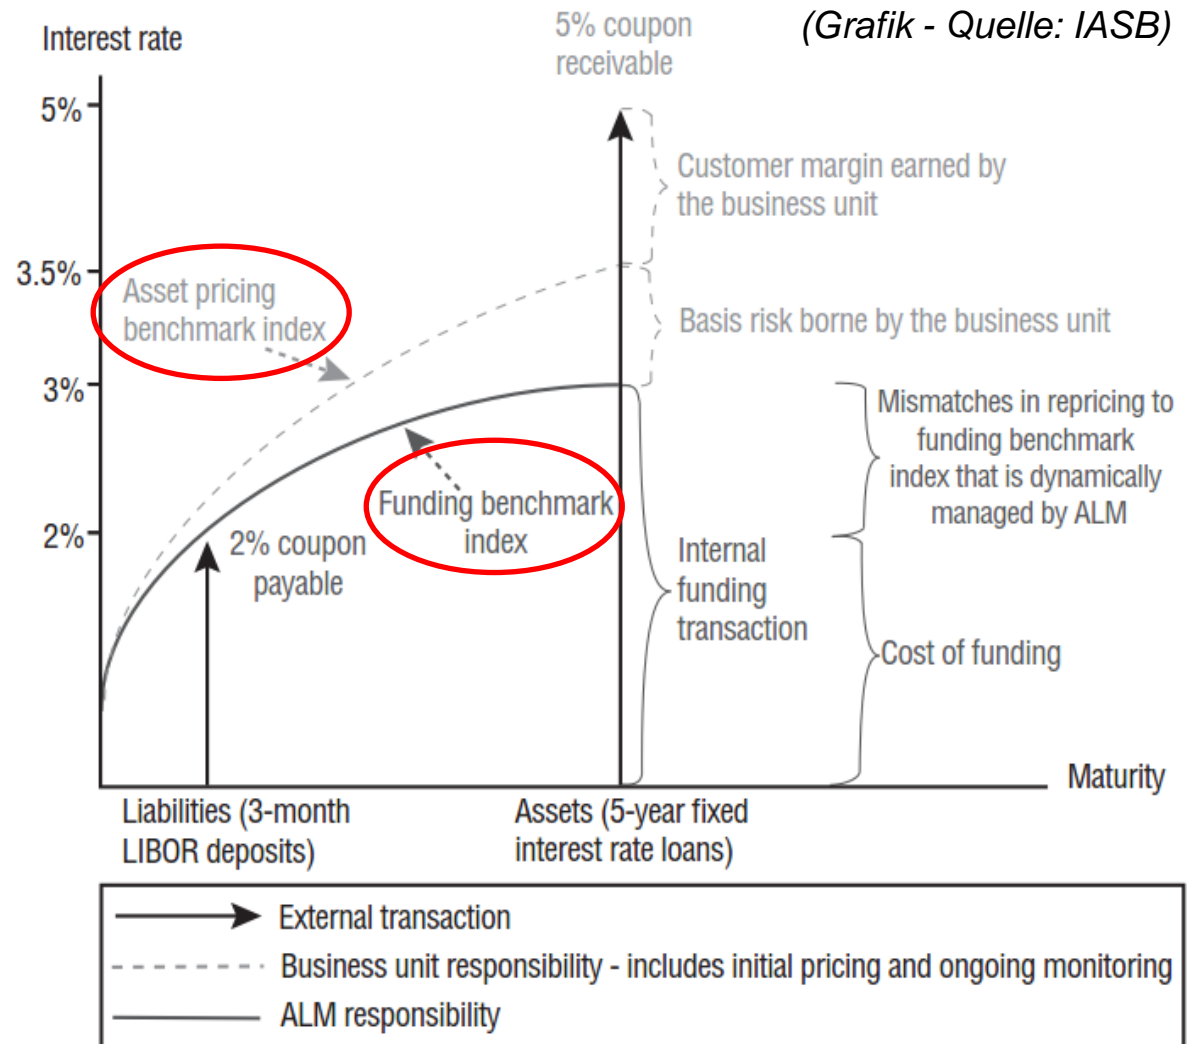 (Grafik - Quelle: IASB)
Interest rate
5% coupon
receivable
5%
Customer margin earned by
the business unit
3.5%
Asset pricing
benchmark index
Basis risk borne by the business unit
3%
Mismatches in repricing to
funding benchmark
index that is dynamically
managed by ALM
Funding benchmark
index
2%
2% coupon
payable
Internal
funding
transaction
Cost of funding
Maturity
Liabilities (3-month
LIBOR deposits)
Assets (5-year fixed
interest rate loans)
External transaction
Business unit responsibility - includes initial pricing and ongoing monitoring
ALM responsibility